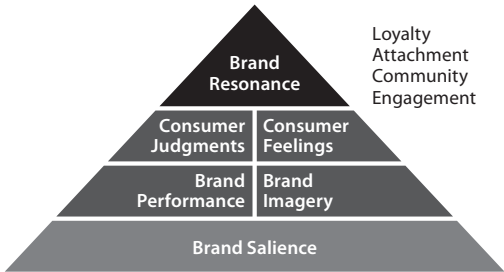 Brand
Resonance
Loyalty
Attachment
Community
Engagement
Consumer
Judgments
Consumer
Feelings
Brand
Performance
Brand
Imagery
Brand Salience